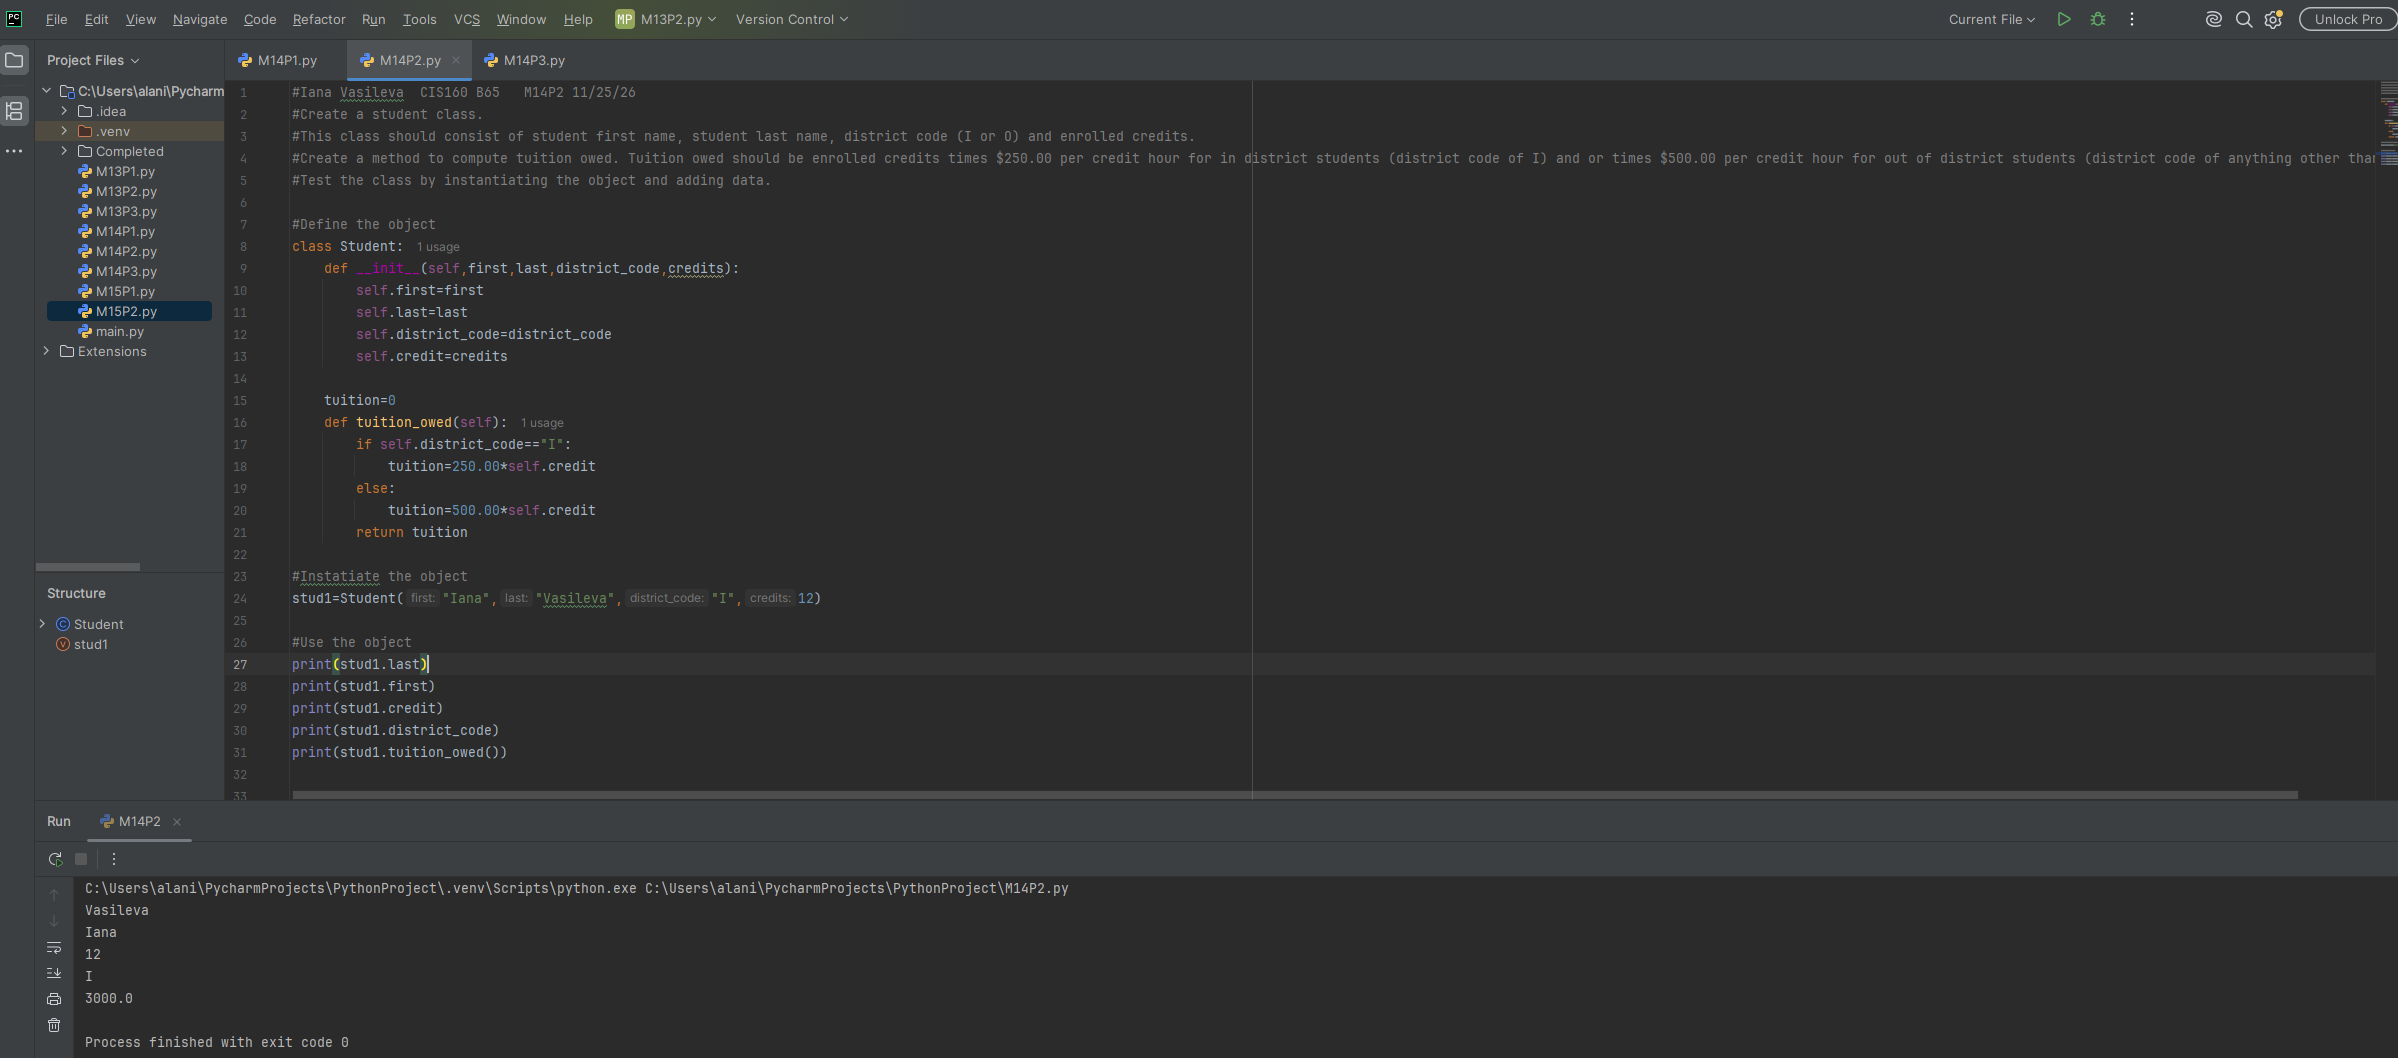 File Edit View Navigate Code Refactor Run Tools VCS Window Help MP M13P2.py Version Control Current File Unlock Pro
Project Files
C:\Users\alani\Pycharm
.idea
.venv
Completed
M13P1.py
M13P2.py
M13P3.py
M14P1.py
M14P2.py
M14P3.py
M15P1.py
M15P2.py
main.py
Extensions
Structure
Student
stud1
M14P1.py M14P2.py M14P3.py
1 #Iana Vasileva  CIS160 B65   M14P2 11/25/26
2 #Create a student class.
3 #This class should consist of student first name, student last name, district code (I or O) and enrolled credits.
4 #Create a method to compute tuition owed. Tuition owed should be enrolled credits times $250.00 per credit hour for in district students (district code of I) and or times $500.00 per credit hour for out of district students (district code of anything other than
5 #Test the class by instantiating the object and adding data.
6
7 #Define the object
8 class Student: 1 usage
9     def __init__(self,first,last,district_code,credits):
10         self.first=first
11         self.last=last
12         self.district_code=district_code
13         self.credit=credits
14
15     tuition=0
16     def tuition_owed(self): 1 usage
17         if self.district_code=="I":
18             tuition=250.00*self.credit
19         else:
20             tuition=500.00*self.credit
21         return tuition
22
23 #Instatiate the object
24 stud1=Student( first: "Iana", last: "Vasileva", district_code: "I", credits: 12)
25
26 #Use the object
27 print(stud1.last)
28 print(stud1.first)
29 print(stud1.credit)
30 print(stud1.district_code)
31 print(stud1.tuition_owed())
32
33
Run M14P2
C:\Users\alani\PycharmProjects\PythonProject\.venv\Scripts\python.exe C:\Users\alani\PycharmProjects\PythonProject\M14P2.py
Vasileva
Iana
12
I
3000.0
Process finished with exit code 0